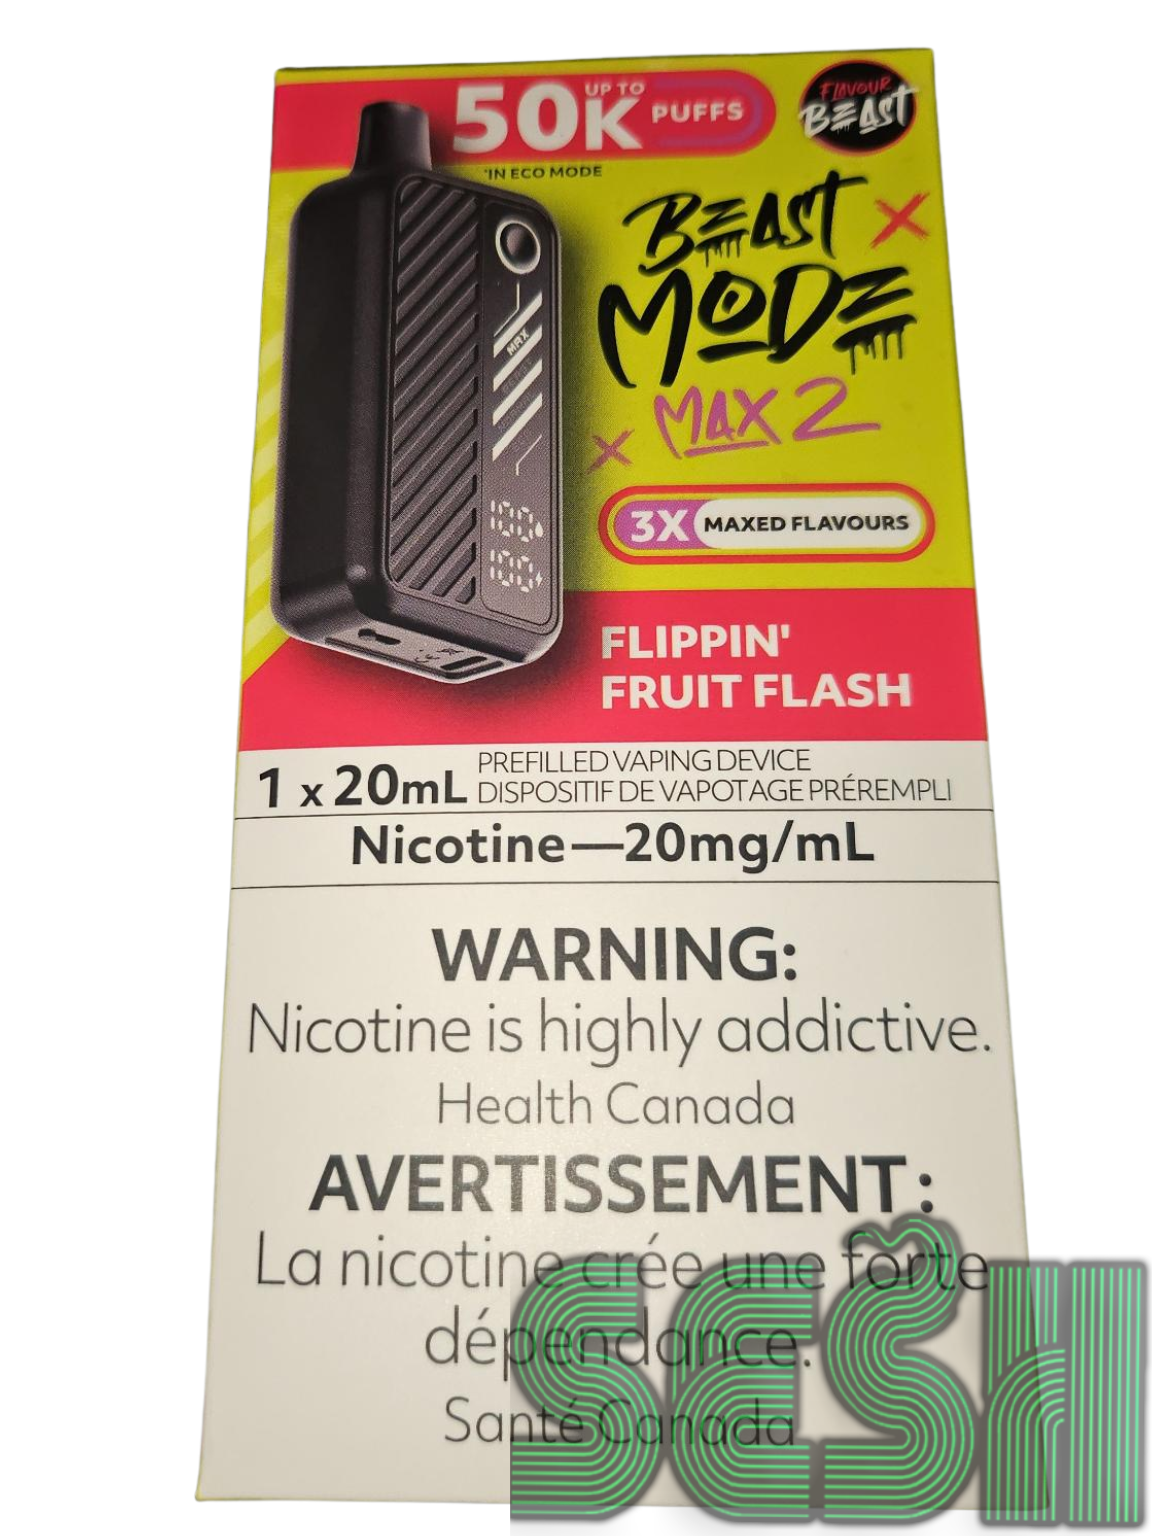 UP TO
50K PUFFS
*IN ECO MODE
FLAVOUR
BEAST
BEAST
MODE
MAX 2
3X MAXED FLAVOURS
MAX
100
100
FLIPPIN'
FRUIT FLASH
1 x 20mL PREFILLED VAPING DEVICE
DISPOSITIF DE VAPOTAGE PRÉREMPLI
Nicotine—20mg/mL
WARNING:
Nicotine is highly addictive.
Health Canada
AVERTISSEMENT :
La nicotine crée une forte
dépendance.
Santé Canada
SESH